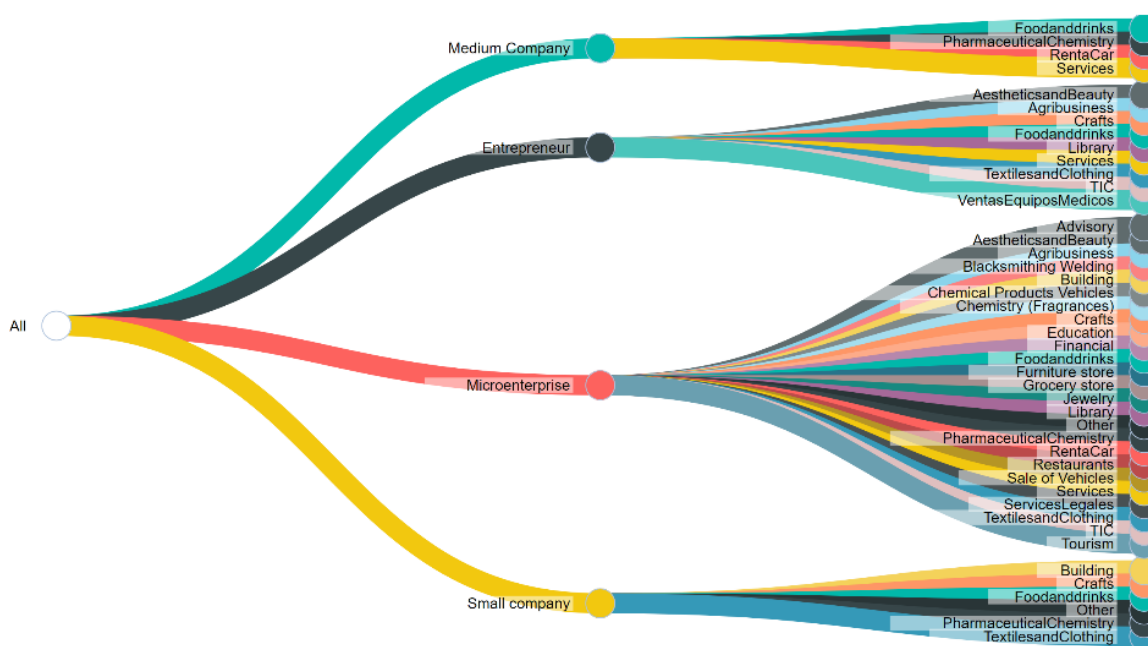 All
Medium Company
Foodanddrinks
PharmaceuticalChemistry
RentaCar
Services
Entrepreneur
AestheticsandBeauty
Agribusiness
Crafts
Foodanddrinks
Library
Services
TextilesandClothing
TIC
VentasEquiposMedicos
Microenterprise
Advisory
AestheticsandBeauty
Agribusiness
Blacksmithing Welding
Building
Chemical Products Vehicles
Chemistry (Fragrances)
Crafts
Education
Financial
Foodanddrinks
Furniture store
Grocery store
Jewelry
Library
Other
PharmaceuticalChemistry
RentaCar
Restaurants
Sale of Vehicles
Services
ServicesLegales
TextilesandClothing
TIC
Tourism
Small company
Building
Crafts
Foodanddrinks
Other
PharmaceuticalChemistry
TextilesandClothing